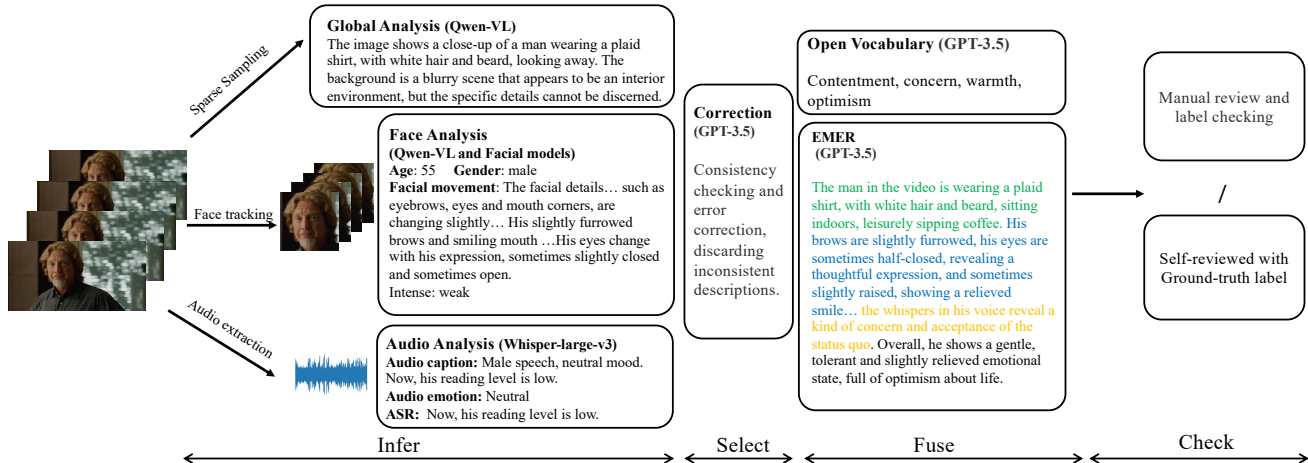 Sparse Sampling
Face tracking
Audio extraction
Global Analysis (Qwen-VL)
The image shows a close-up of a man wearing a plaid
shirt, with white hair and beard, looking away. The
background is a blurry scene that appears to be an interior
environment, but the specific details cannot be discerned.
Face Analysis
(Qwen-VL and Facial models)
Age: 55 Gender: male
Facial movement: The facial details… such as
eyebrows, eyes and mouth corners, are
changing slightly… His slightly furrowed
brows and smiling mouth …His eyes change
with his expression, sometimes slightly closed
and sometimes open.
Intense: weak
Audio Analysis (Whisper-large-v3)
Audio caption: Male speech, neutral mood.
Now, his reading level is low.
Audio emotion: Neutral
ASR: Now, his reading level is low.
Correction
(GPT-3.5)
Consistency
checking and
error
correction,
discarding
inconsistent
descriptions.
Open Vocabulary (GPT-3.5)
Contentment, concern, warmth,
optimism
EMER
(GPT-3.5)
The man in the video is wearing a plaid
shirt, with white hair and beard, sitting
indoors, leisurely sipping coffee. His
brows are slightly furrowed, his eyes are
sometimes half-closed, revealing a
thoughtful expression, and sometimes
slightly raised, showing a relieved
smile… the whispers in his voice reveal a
kind of concern and acceptance of the
status quo. Overall, he shows a gentle,
tolerant and slightly relieved emotional
state, full of optimism about life.
Manual review and
label checking
/
Self-reviewed with
Ground-truth label
Infer
Select
Fuse
Check